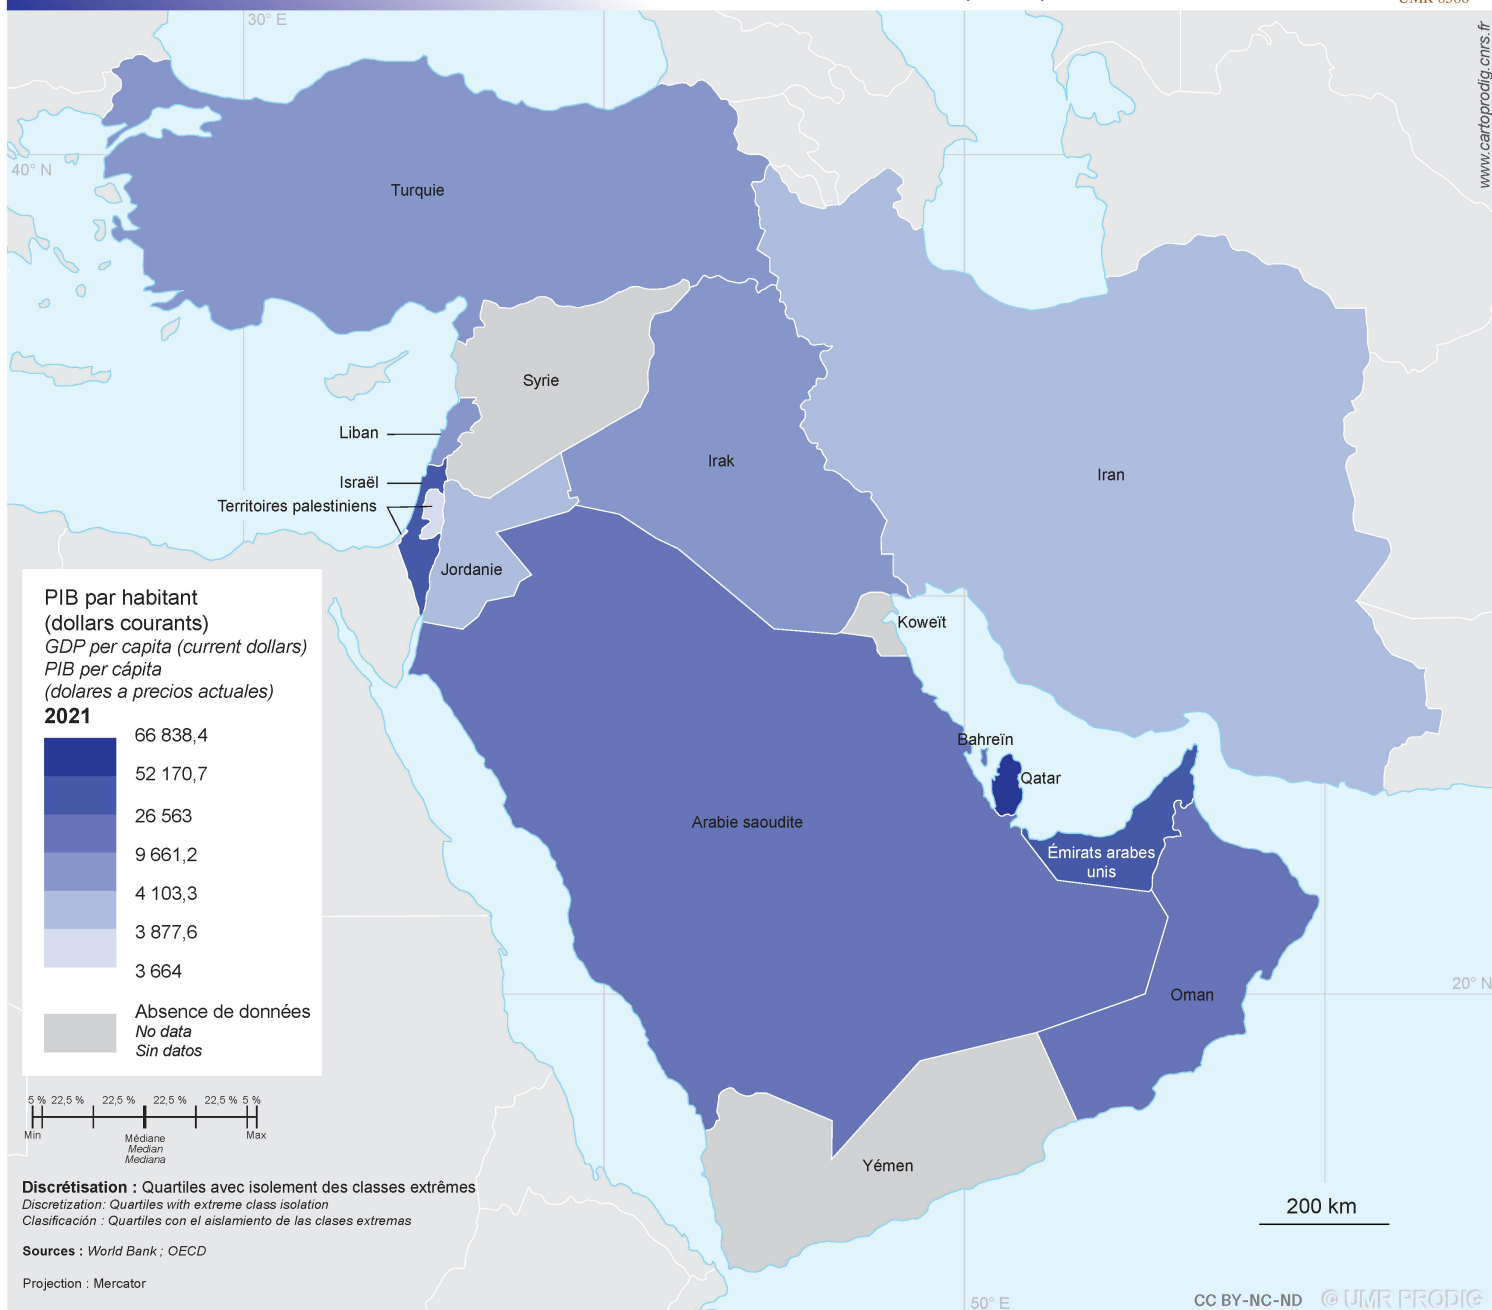 30° E
www.cartoprodig.cnrs.fr
40° N
Turquie
Syrie
Liban
Irak
Iran
Israël
Territoires palestiniens
Jordanie
Koweït
Bahreïn
Qatar
Arabie saoudite
Émirats arabes
unis
Oman
20° N
Yémen
PIB par habitant
(dollars courants)
GDP per capita (current dollars)
PIB per cápita
(dolares a precios actuales)
2021
66 838,4
52 170,7
26 563
9 661,2
4 103,3
3 877,6
3 664
Absence de données
No data
Sin datos
5 % 22,5 % 22,5 % 22,5 % 22,5 % 5 %
Min Max
Médiane
Median
Mediana
Discrétisation : Quartiles avec isolement des classes extrêmes
Discretization: Quartiles with extreme class isolation
Clasificación : Quartiles con el aislamiento de las clases extremas
Sources : World Bank ; OECD
Projection : Mercator
200 km
50° E
CC BY-NC-ND © UMR PRODIG